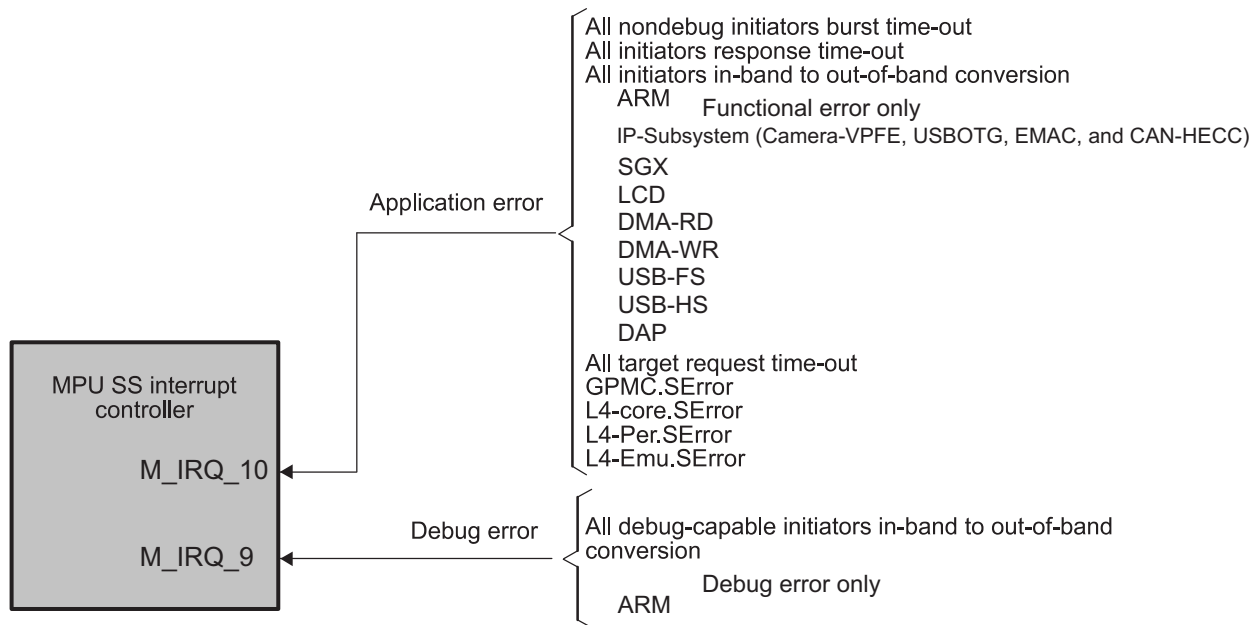 All nondebug initiators burst time-out
All initiators response time-out
All initiators in-band to out-of-band conversion
ARM
Functional error only
IP-Subsystem (Camera-VPFE, USBOTG, EMAC, and CAN-HECC)
SGX
LCD
DMA-RD
DMA-WR
USB-FS
USB-HS
DAP
All target request time-out
GPMC.SError
L4-core.SError
L4-Per.SError
L4-Emu.SError
Application error
MPU SS interrupt
controller
M_IRQ_10
M_IRQ_9
Debug error
All debug-capable initiators in-band to out-of-band
conversion
Debug error only
ARM